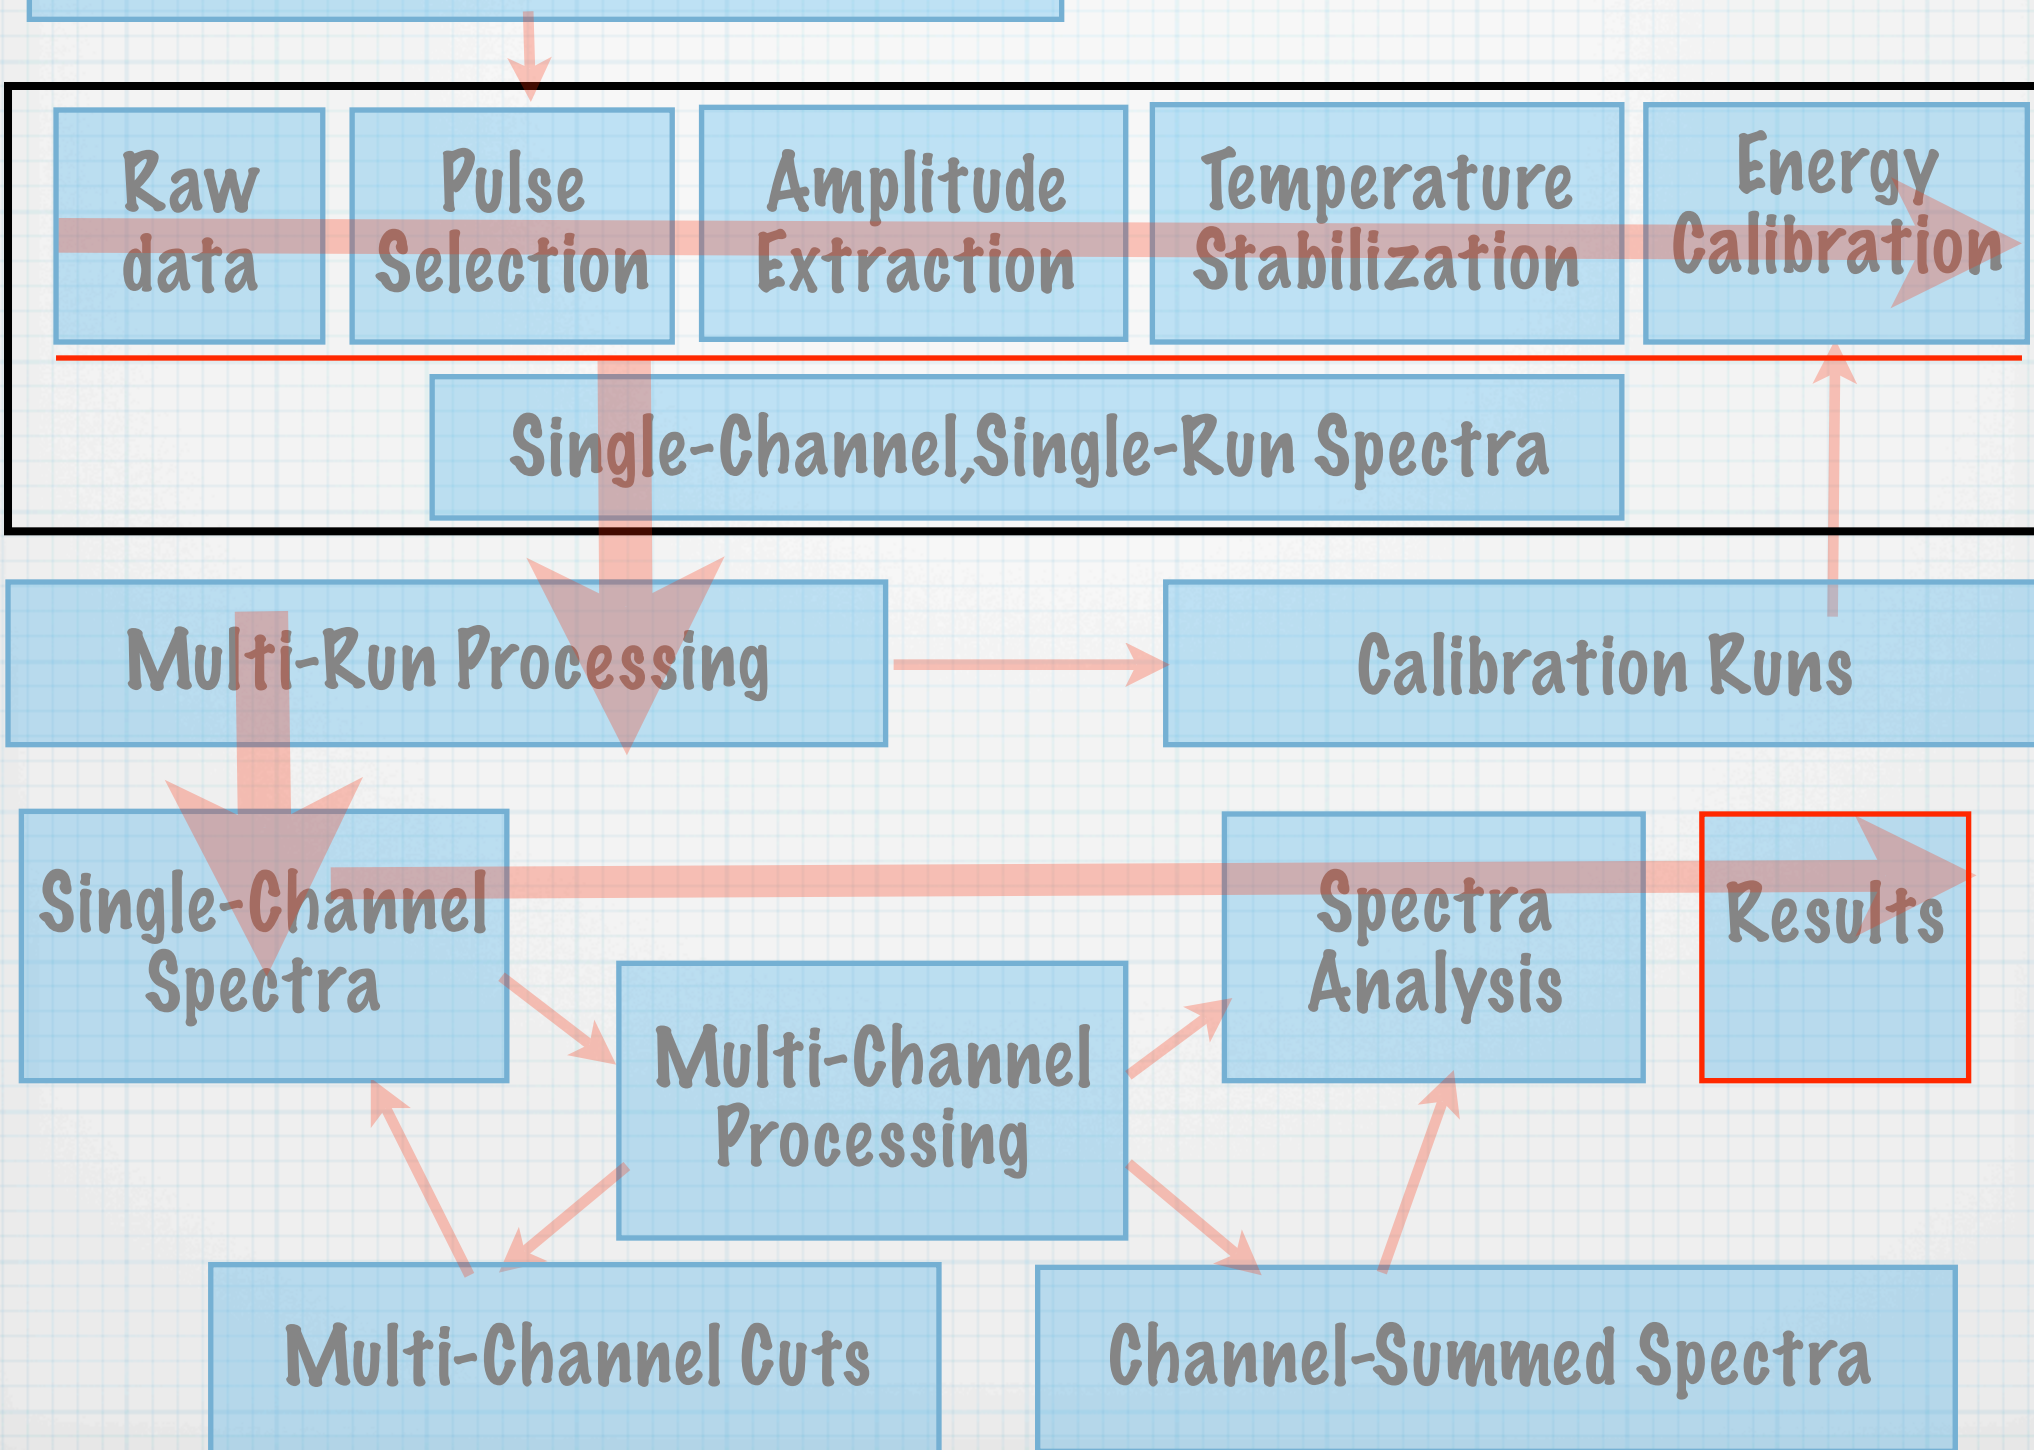 Raw
data
Pulse
Selection
Amplitude
Extraction
Temperature
Stabilization
Energy
Calibration
Single-Channel,Single-Run Spectra
Multi-Run Processing
Calibration Runs
Single-Channel
Spectra
Multi-Channel
Processing
Spectra
Analysis
Results
Multi-Channel Cuts
Channel-Summed Spectra